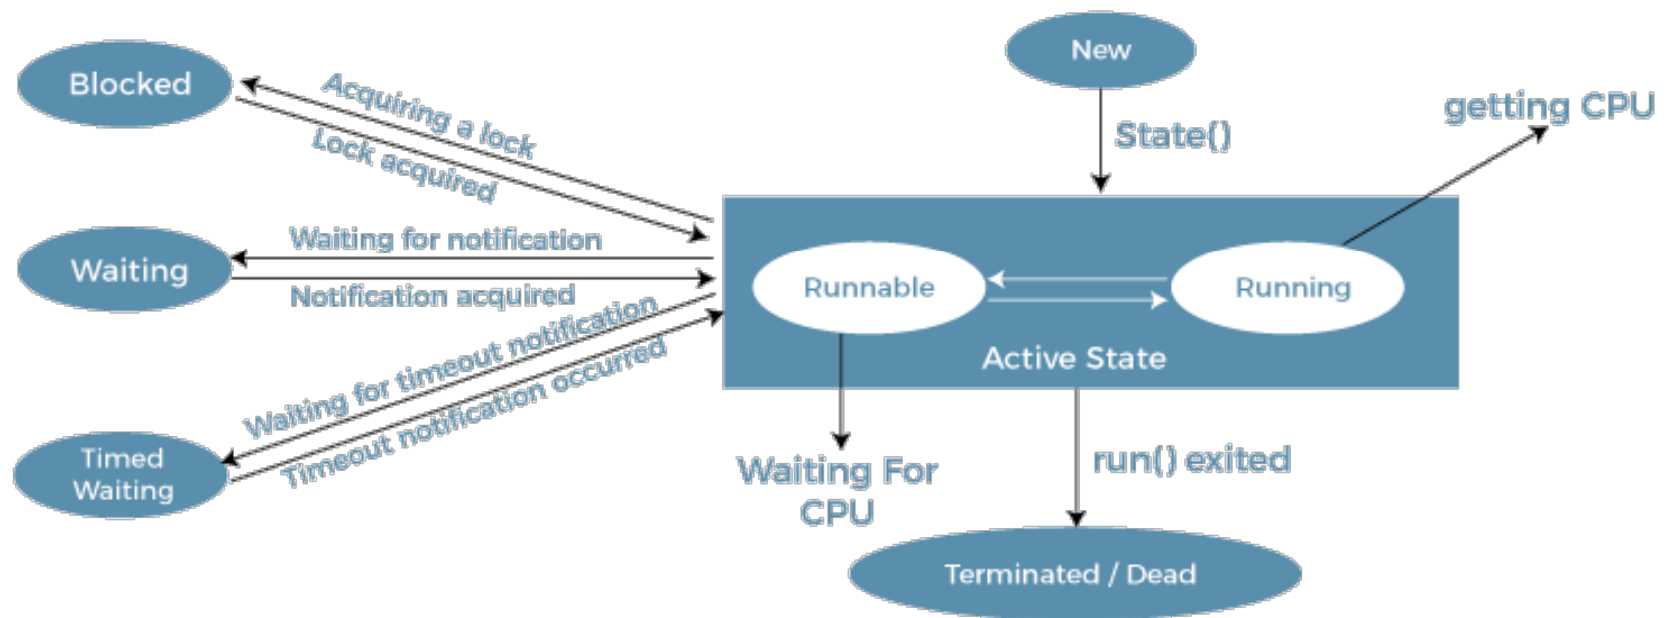 New
Blocked
Acquiring a lock
Lock acquired
State()
getting CPU
Waiting
Waiting for notification
Notification acquired
Runnable
Running
Active State
Waiting for timeout notification
Timeout notification occurred
Timed
Waiting
Waiting For
CPU
run() exited
Terminated / Dead